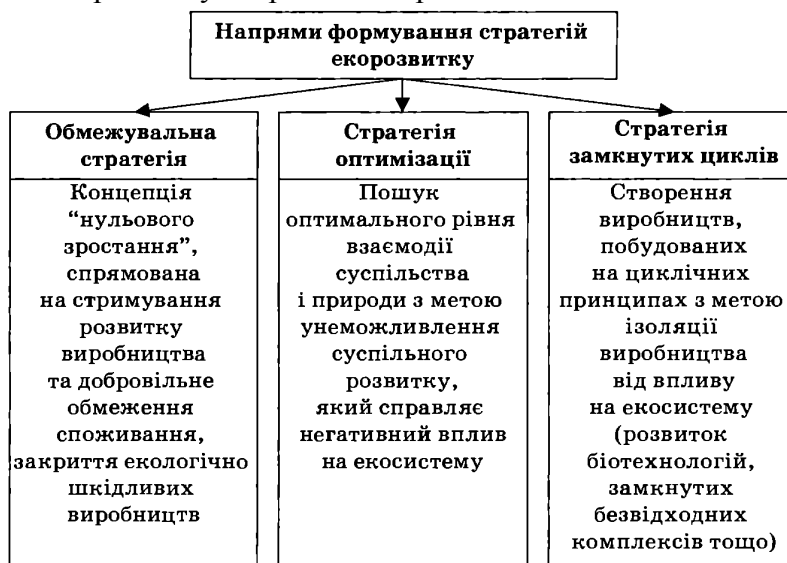 Напрями формування стратегій
екорозвитку
Обмежувальна
стратегія
Концепція
“нульового
зростання”,
спрямована
на стримування
розвитку
виробництва
та добровільне
обмеження
споживання,
закриття екологічно
шкідливих
виробництв
Стратегія
оптимізації
Пошук
оптимального рівня
взаємодії
суспільства
і природи з метою
унеможливлення
суспільного
розвитку,
який справляє
негативний вплив
на екосистему
Стратегія
замкнутих циклів
Створення
виробництв,
побудованих
на циклічних
принципах з метою
ізоляції
виробництва
від впливу
на екосистему
(розвиток
біотехнологій,
замкнутих
безвідходних
комплексів тощо)